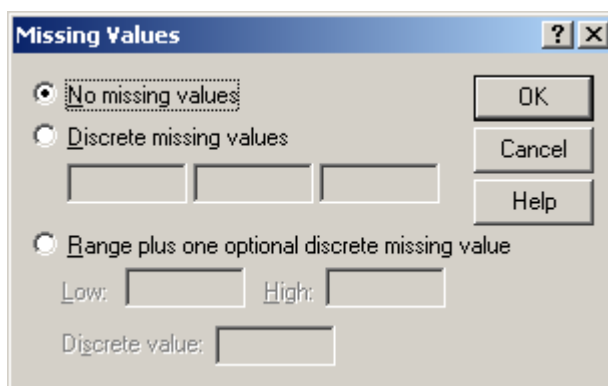 Missing Values
No missing values
OK
Discrete missing values
Cancel
Help
Range plus one optional discrete missing value
Low: High:
Discrete value: